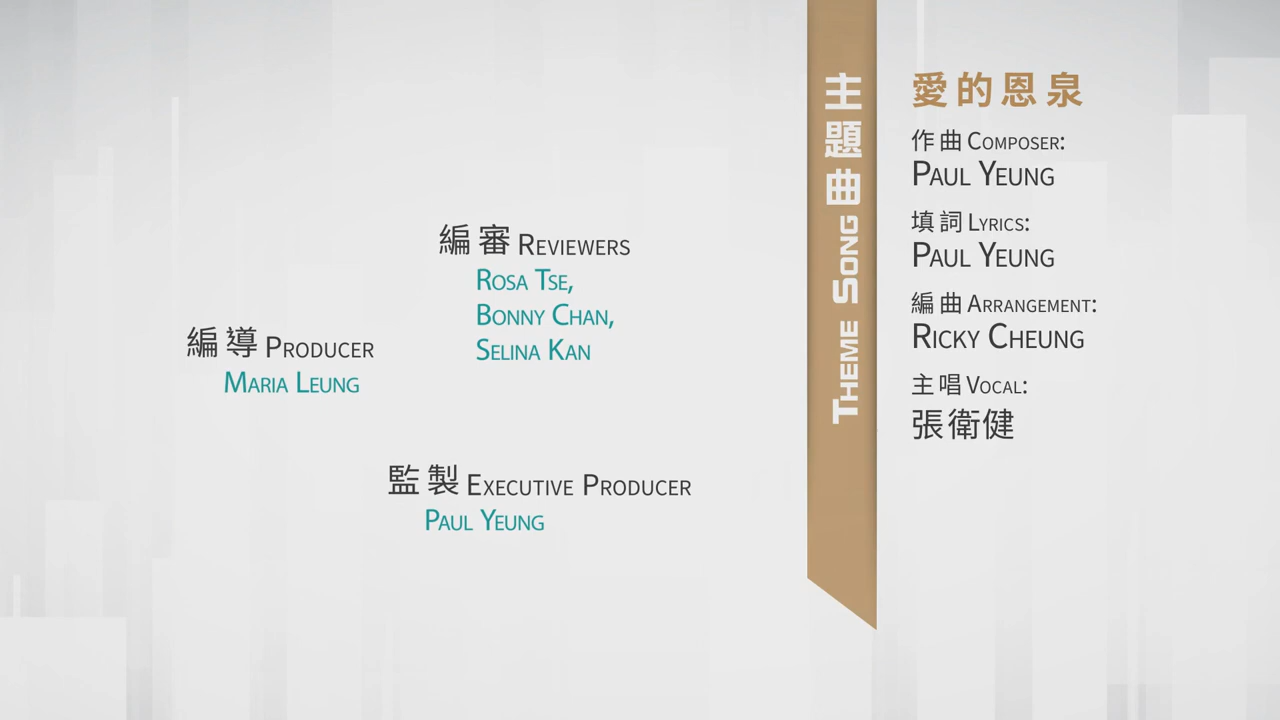 編審 Reviewers
Rosa Tse,
Bonny Chan,
Selina Kan
編導 Producer
Maria Leung
監製 Executive Producer
Paul Yeung
主題曲 Theme Song
愛的恩泉
作曲 Composer:
Paul Yeung
填詞 Lyrics:
Paul Yeung
編曲 Arrangement:
Ricky Cheung
主唱 Vocal:
張衛健